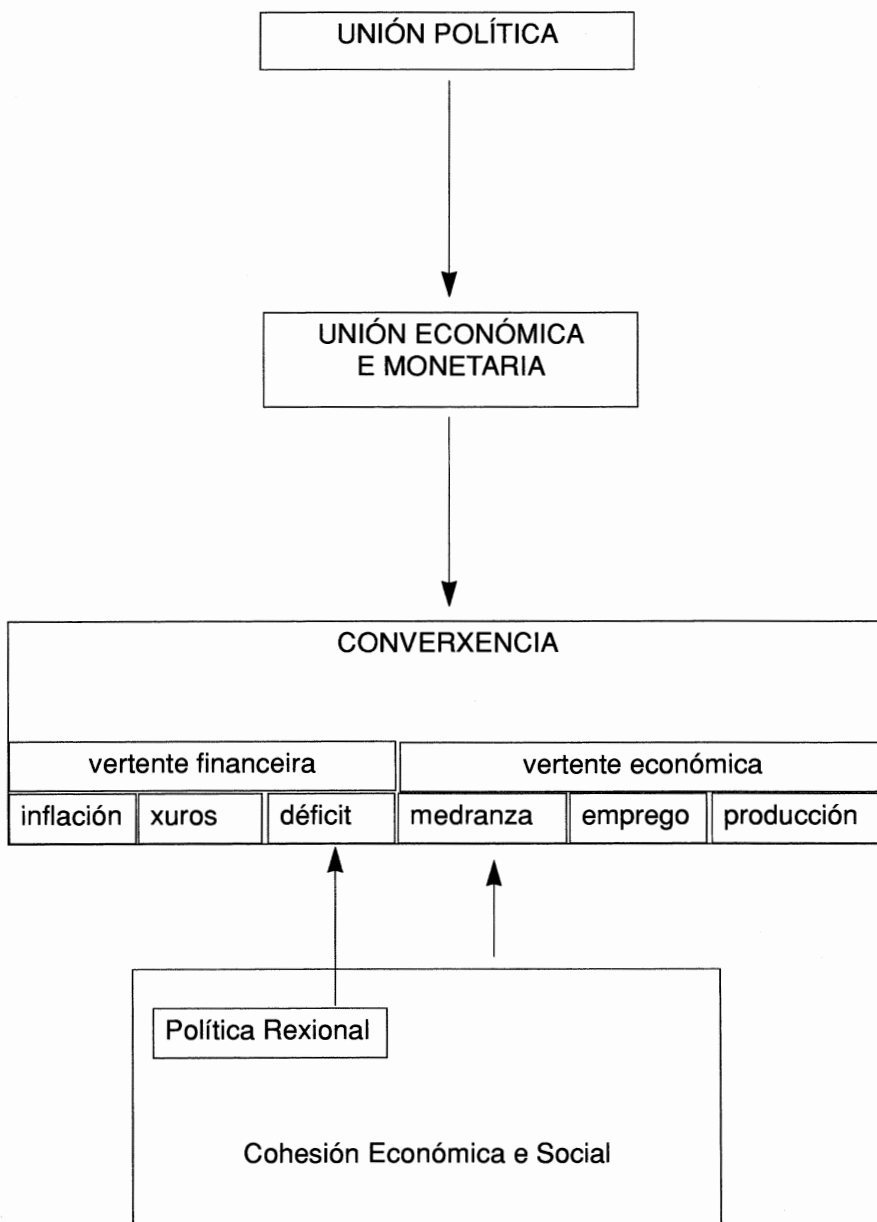 UNIÓN POLÍTICA
UNIÓN ECONÓMICA
E MONETARIA
CONVERXENCIA
vertente financeira vertente económica
inflación xuros déficit medranza emprego producción
Política Rexional
Cohesión Económica e Social